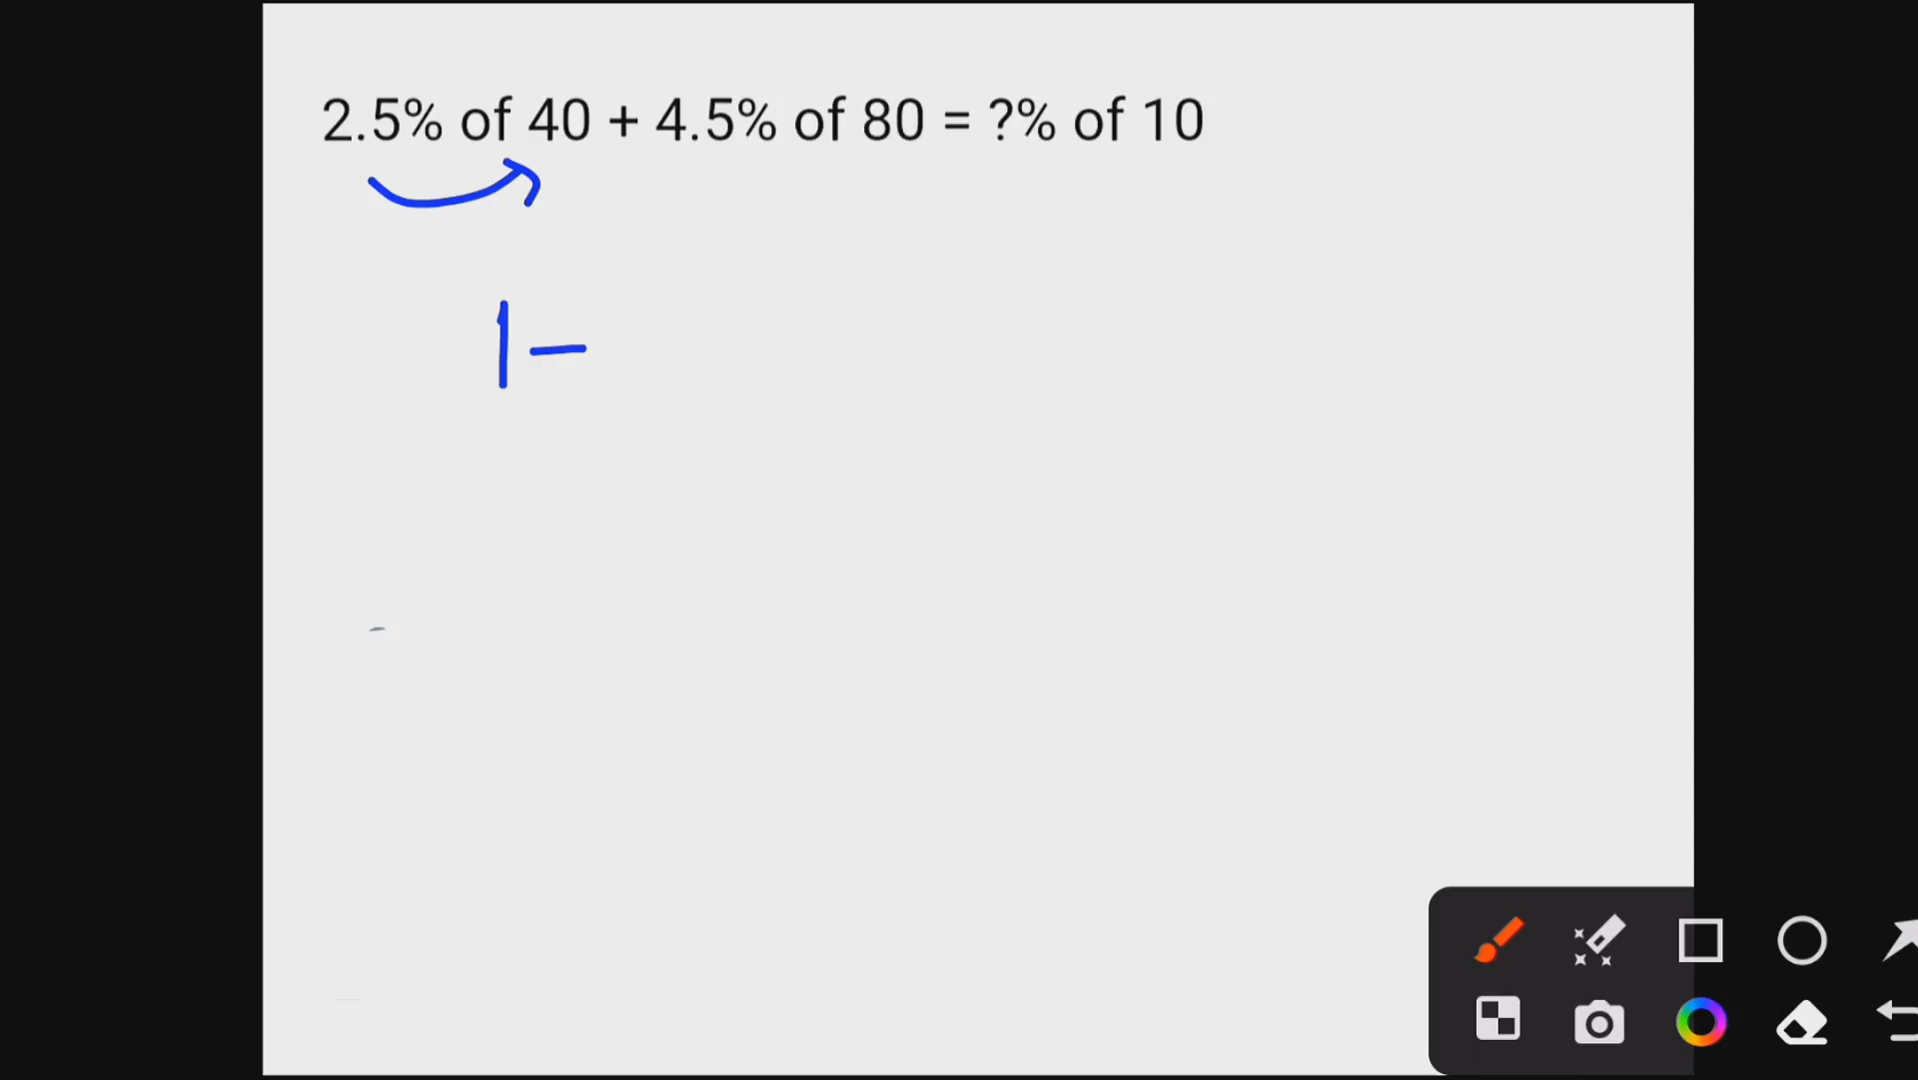 2.5% of 40 + 4.5% of 80 = ?% of 10
1 -